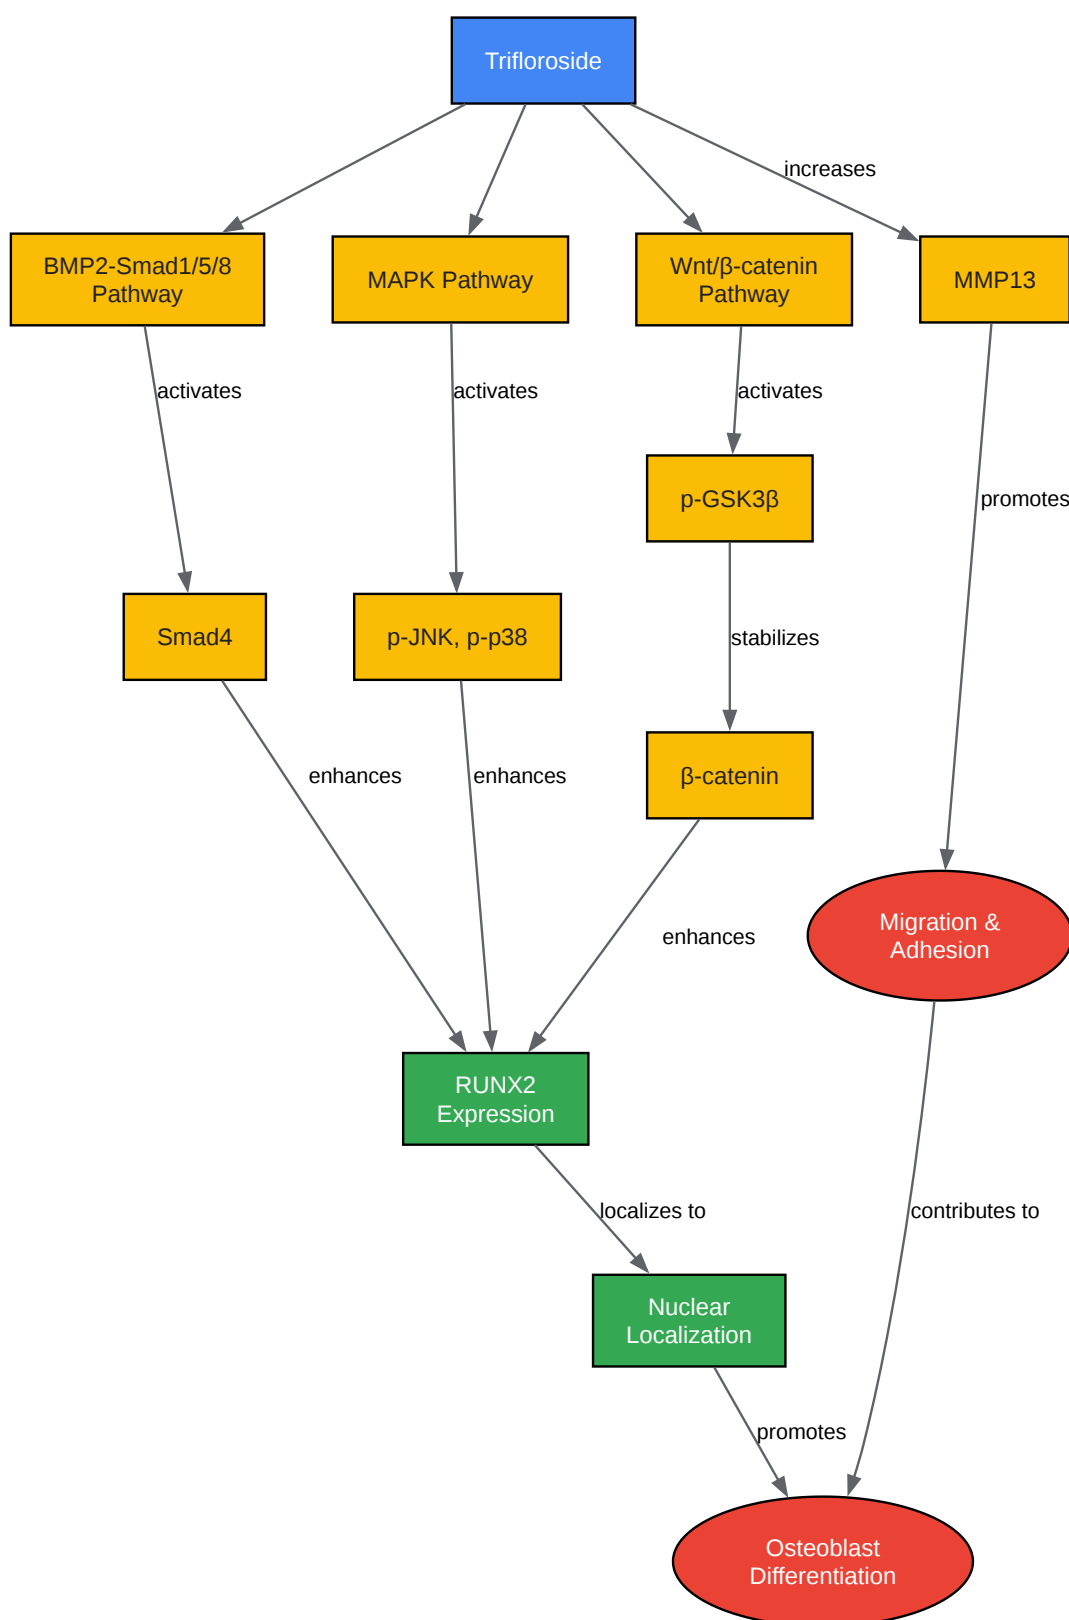 Trifloroside
increases
BMP2-Smad1/5/8
Pathway
MAPK Pathway
Wnt/β-catenin
Pathway
MMP13
activates
activates
activates
p-GSK3β
promotes
Smad4
p-JNK, p-p38
stabilizes
enhances
enhances
β-catenin
enhances
Migration &
Adhesion
RUNX2
Expression
localizes to
contributes to
Nuclear
Localization
promotes
Osteoblast
Differentiation